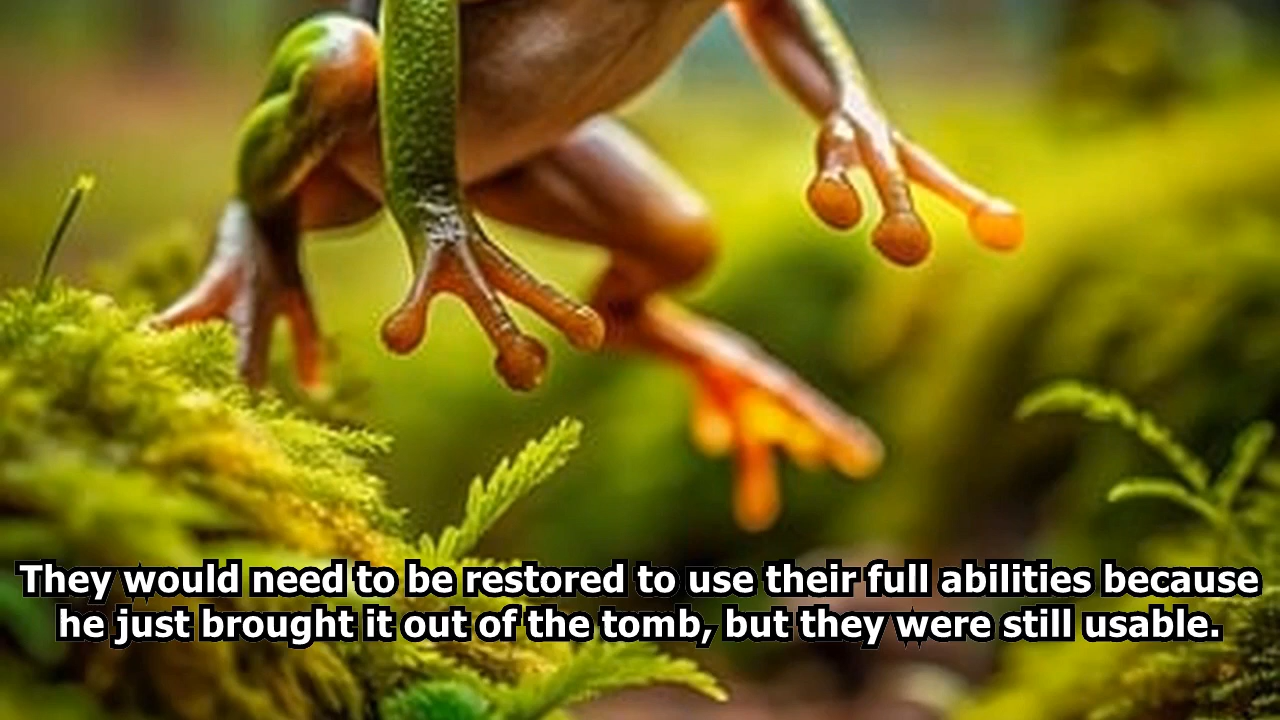 They would need to be restored to use their full abilities because
he just brought it out of the tomb, but they were still usable.